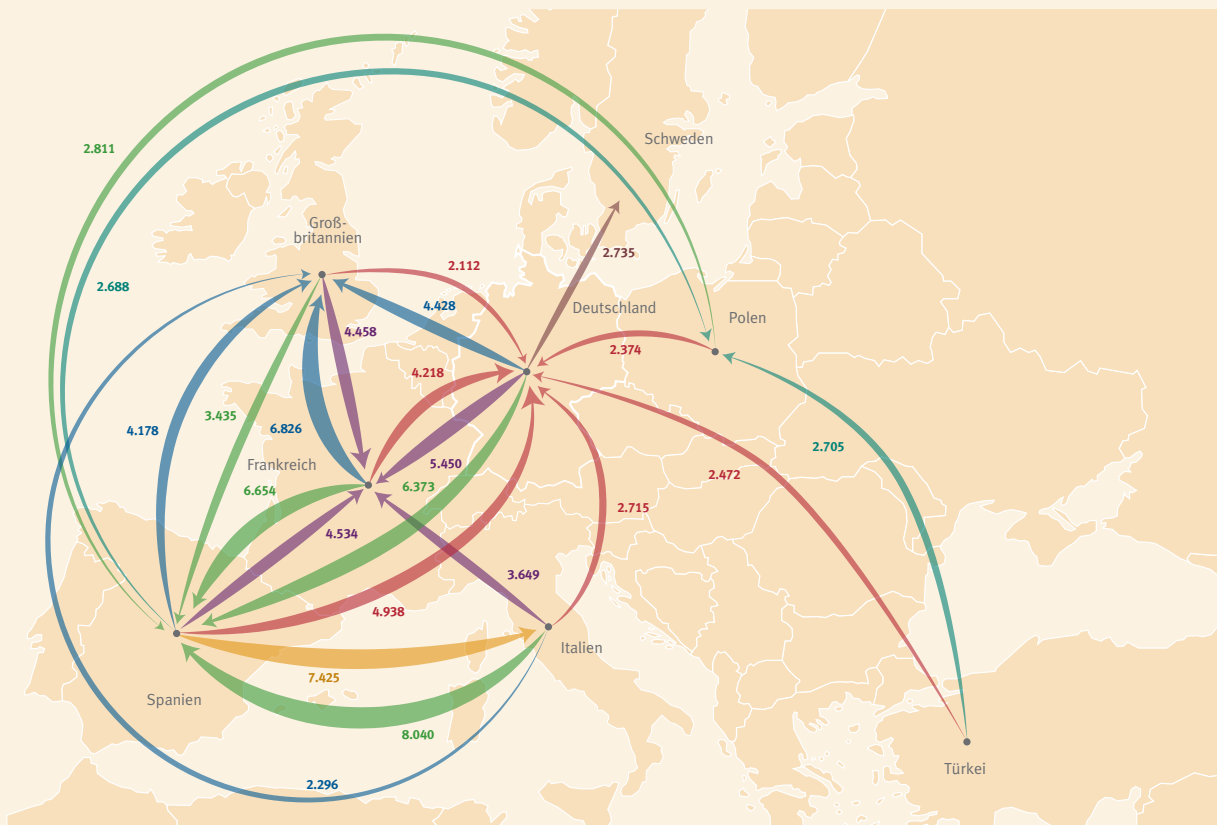 Schweden
2.811
Groß-
britannien
2.735
2.112
2.688
4.428
Deutschland
Polen
4.458
2.374
4.218
3.435
4.178
6.826
2.705
Frankreich
5.450
2.472
6.654
6.373
2.715
4.534
3.649
4.938
Italien
7.425
Spanien
8.040
Türkei
2.296